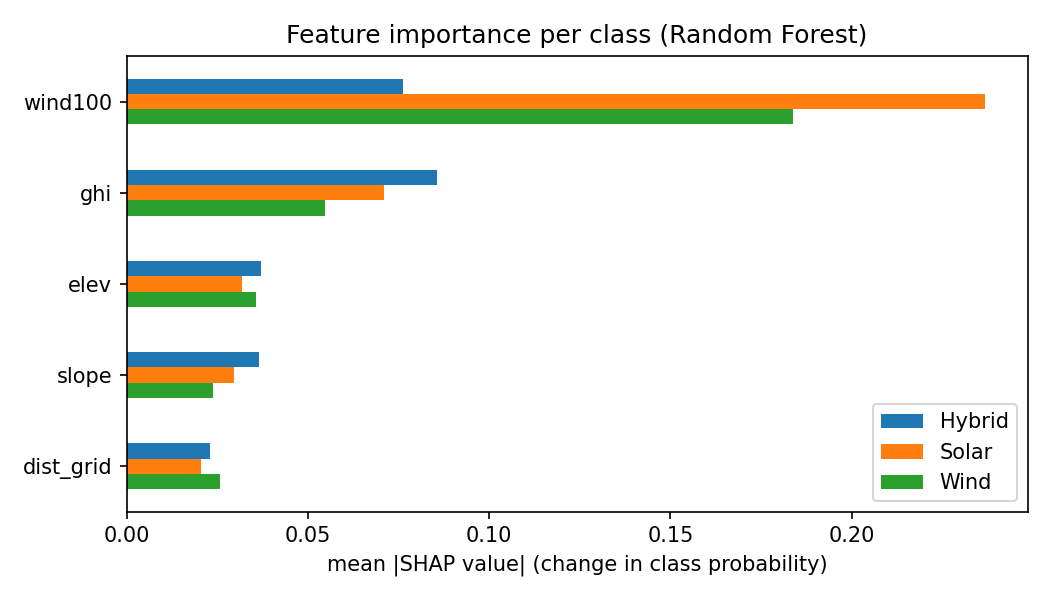 Feature importance per class (Random Forest)
wind100
ghi
elev
slope
dist_grid
Hybrid
Solar
Wind
0.00 0.05 0.10 0.15 0.20
mean |SHAP value| (change in class probability)